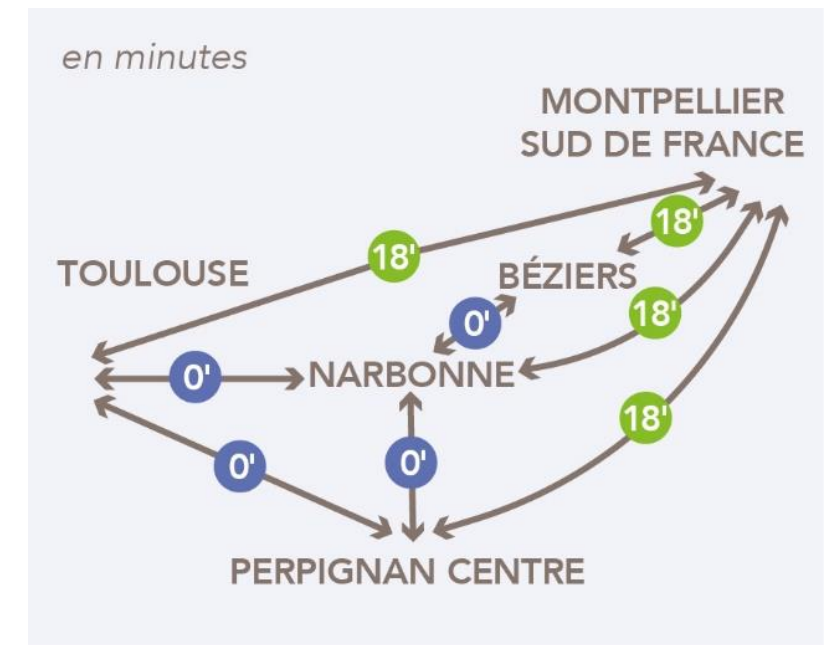 en minutes
MONTPELLIER
SUD DE FRANCE
18'
18'
TOULOUSE
BÉZIERS
18'
0'
0'
NARBONNE
18'
0'
0'
PERPIGNAN CENTRE